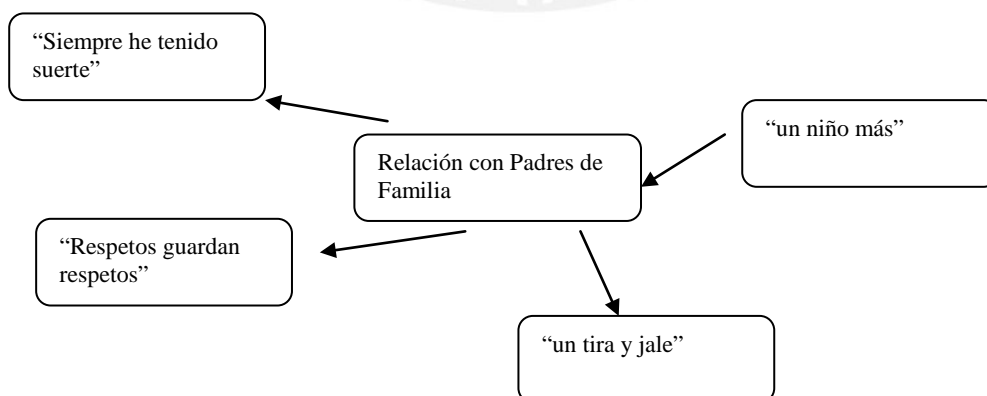 “Siempre he tenido
suerte”
“un niño más”
Relación con Padres de
Familia
“Respetos guardan
respetos”
“un tira y jale”